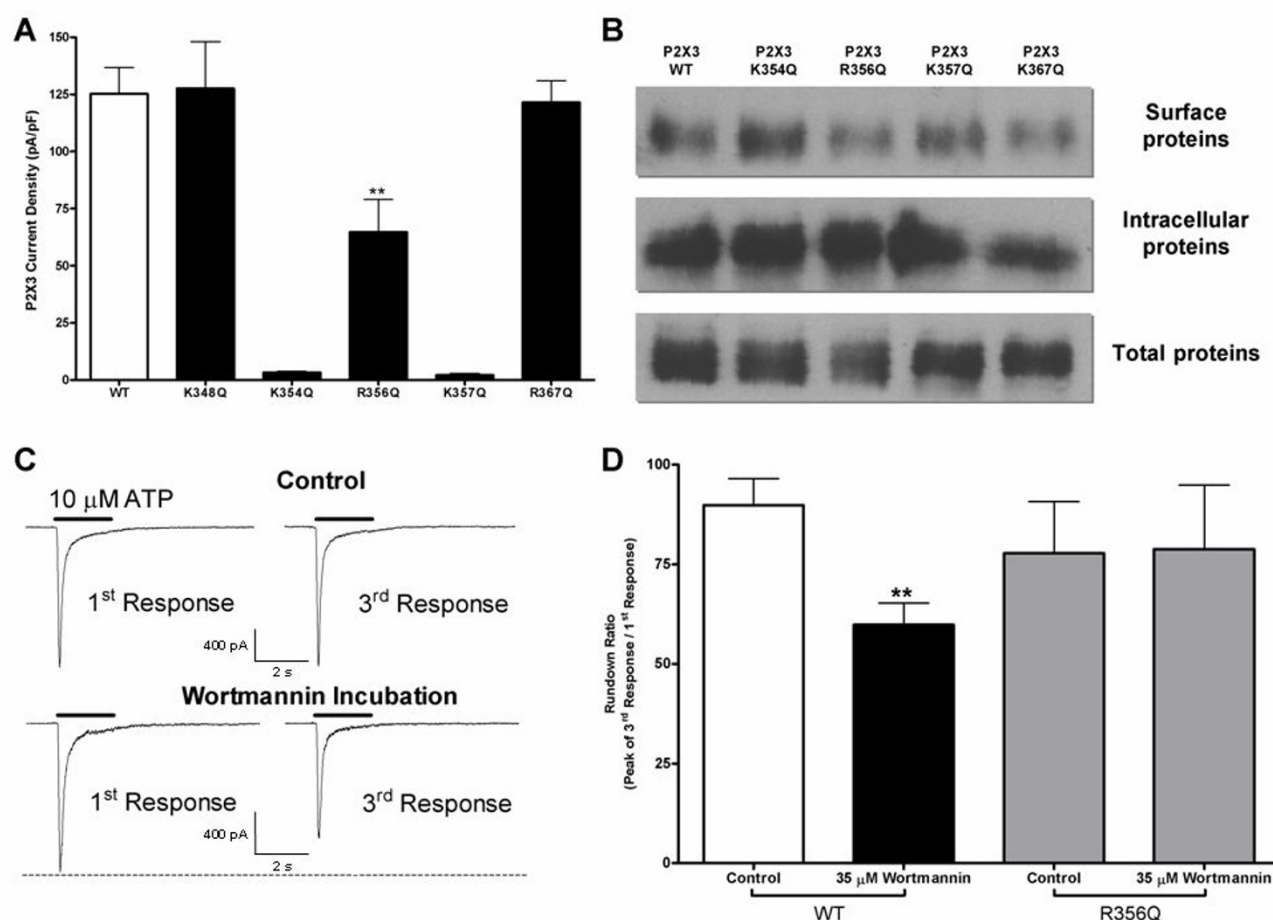 A
P2X3 Current Density (pA/pF)
150
125
100
75
50
25
0
**
WT
K348Q
K354Q
R356Q
K357Q
R367Q
B
P2X3
WT
P2X3
K354Q
P2X3
R356Q
P2X3
K357Q
P2X3
K367Q
Surface
proteins
Intracellular
proteins
Total proteins
C
Control
10 μM ATP
1st Response
3rd Response
400 pA
2 s
Wortmannin Incubation
1st Response
3rd Response
400 pA
2 s
D
Rundown Ratio
(Peak of 3rd Response / 1st Response)
100
75
50
25
0
**
Control
35 μM Wortmannin
Control
35 μM Wortmannin
WT
R356Q